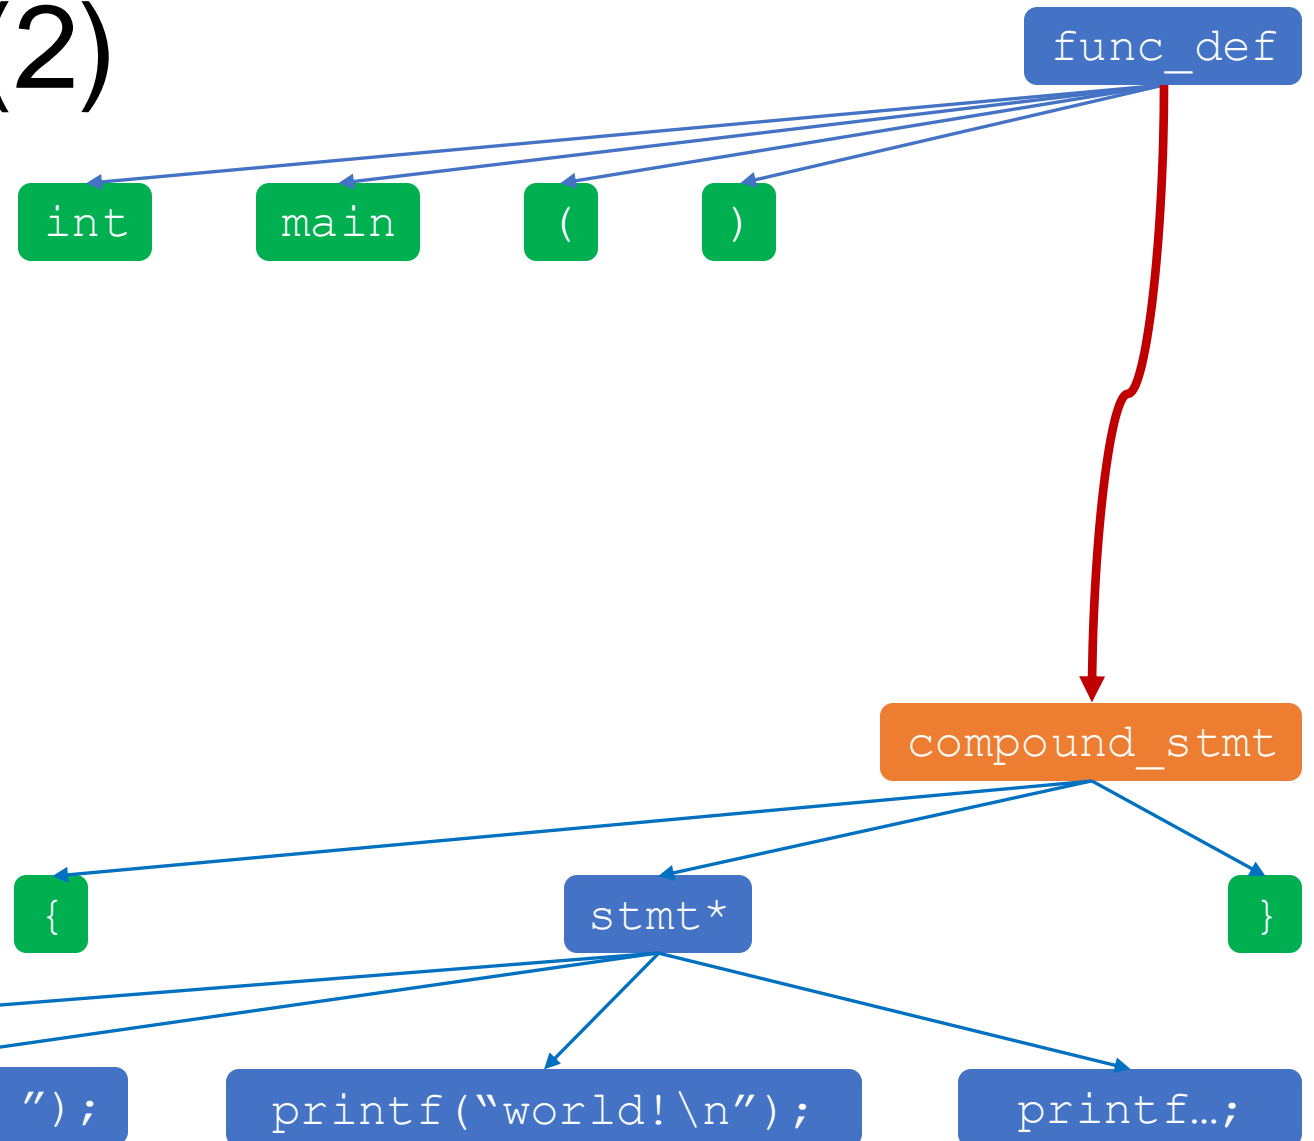 (2)
func_def
int
main
(
)
compound_stmt
{
stmt*
}
”);
printf(“world!\n”);
printf…;